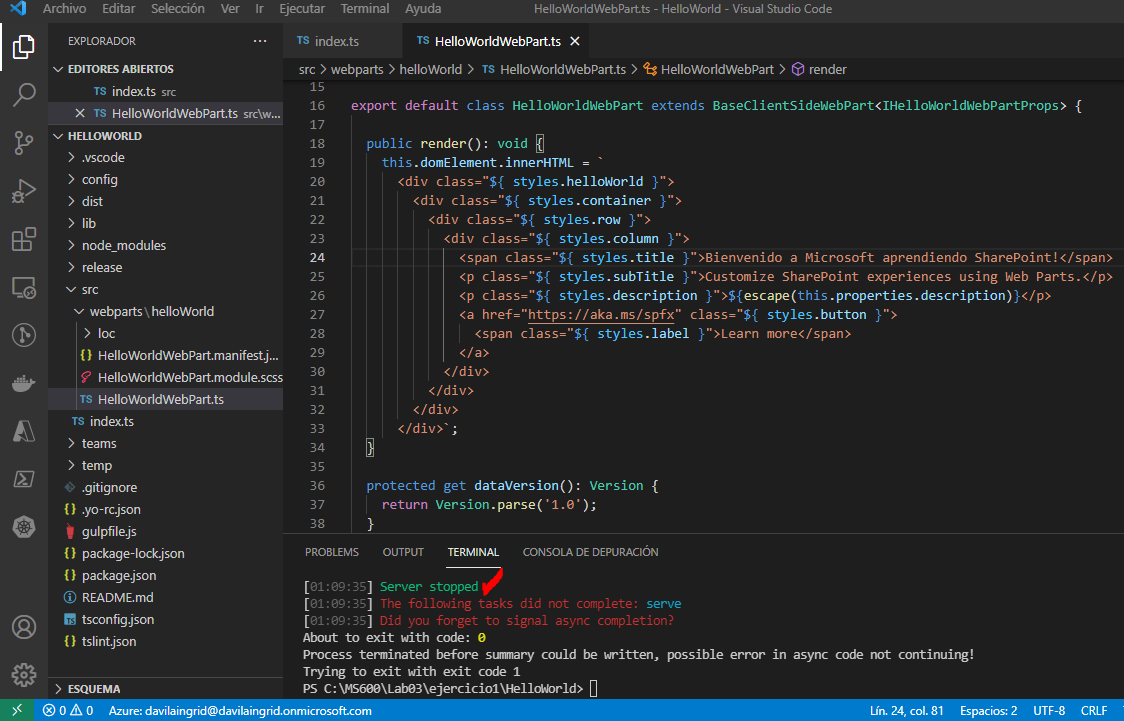 Archivo Editar Selección Ver Ir Ejecutar Terminal Ayuda HelloWorldWebPart.ts - HelloWorld - Visual Studio Code
EXPLORADOR ···
EDITORES ABIERTOS
TS index.ts src
TS HelloWorldWebPart.ts src\w...
HELLOWORLD
.vscode
config
dist
lib
node_modules
release
src
webparts \ helloWorld
loc
{} HelloWorldWebPart.manifest.j...
HelloWorldWebPart.module.scss
TS HelloWorldWebPart.ts
TS index.ts
teams
temp
.gitignore
{} .yo-rc.json
gulpfile.js
{} package-lock.json
{} package.json
README.md
TS tsconfig.json
{} tslint.json
ESQUEMA
TS index.ts TS HelloWorldWebPart.ts
src > webparts > helloWorld > TS HelloWorldWebPart.ts > HelloWorldWebPart > render
15
16 export default class HelloWorldWebPart extends BaseClientSideWebPart<IHelloWorldWebPartProps> {
17
18 public render(): void {
19 this.domElement.innerHTML = `
20 <div class="${ styles.helloWorld }">
21 <div class="${ styles.container }">
22 <div class="${ styles.row }">
23 <div class="${ styles.column }">
24 <span class="${ styles.title }">Bienvenido a Microsoft aprendiendo SharePoint!</span>
25 <p class="${ styles.subTitle }">Customize SharePoint experiences using Web Parts.</p>
26 <p class="${ styles.description }">${escape(this.properties.description)}</p>
27 <a href="https://aka.ms/spfx" class="${ styles.button }">
28 <span class="${ styles.label }">Learn more</span>
29 </a>
30 </div>
31 </div>
32 </div>
33 </div>`;
34 }
35
36 protected get dataVersion(): Version {
37 return Version.parse('1.0');
38 }
PROBLEMS OUTPUT TERMINAL CONSOLA DE DEPURACIÓN
[01:09:35] Server stopped
[01:09:35] The following tasks did not complete: serve
[01:09:35] Did you forget to signal async completion?
About to exit with code: 0
Process terminated before summary could be written, possible error in async code not continuing!
Trying to exit with exit code 1
PS C:\MS600\Lab03\ejercicio1\HelloWorld>
0 0 Azure: davilaingrid@davilaingrid.onmicrosoft.com Lín. 24, col. 81 Espacios: 2 UTF-8 CRLF